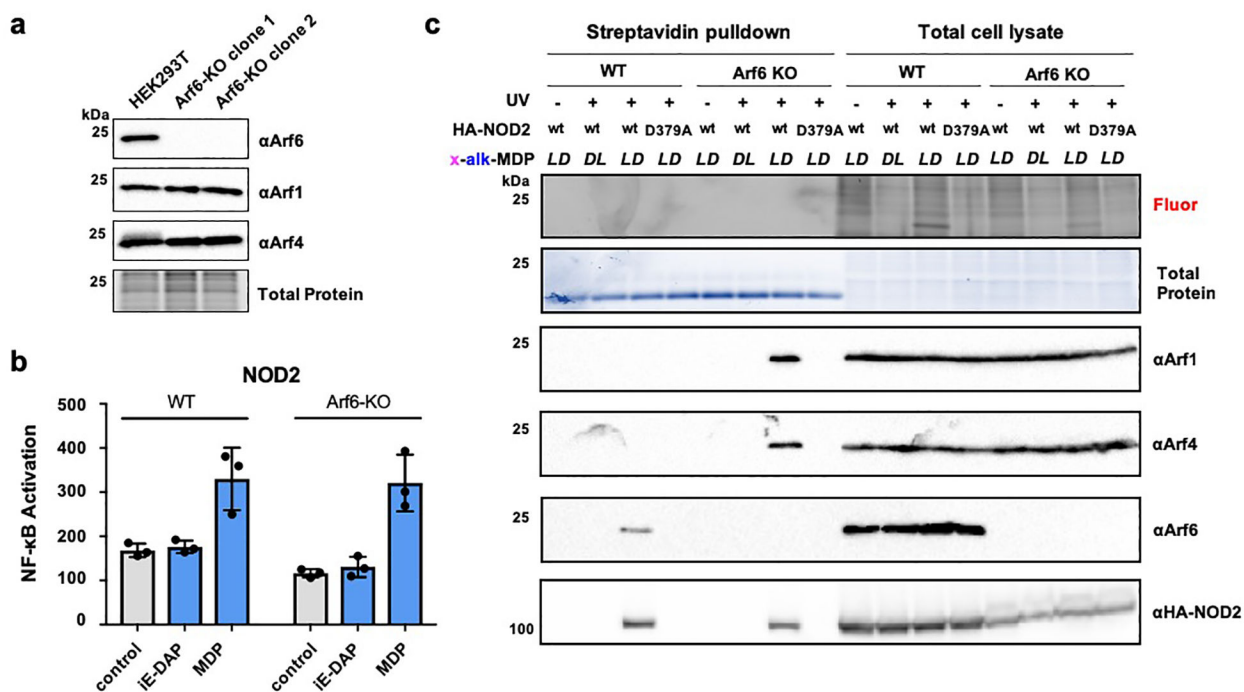 a
HEK293T
Arf6-KO clone 1
Arf6-KO clone 2
kDa
25
αArf6
25
αArf1
25
αArf4
25
Total Protein
b
NOD2
WT Arf6-KO
NF-κB Activation
500
400
300
200
100
0
control iE-DAP MDP control iE-DAP MDP
c
Streptavidin pulldown Total cell lysate
WT Arf6 KO WT Arf6 KO
UV - + + + - + + + - + + + - + + +
HA-NOD2 wt wt wt D379A wt wt wt D379A wt wt wt D379A wt wt wt D379A
x-alk-MDP LD DL LD LD LD DL LD LD LD DL LD LD LD DL LD LD
kDa
25
Fluor
25
Total
Protein
25
αArf1
25
αArf4
25
αArf6
100
αHA-NOD2